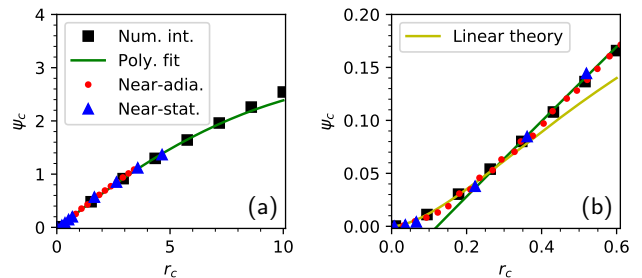 4
3
2
1
0
ψc
Num. int.
Poly. fit
Near-adia.
Near-stat.
(a)
0
5
10
rc
0.20
0.15
0.10
0.05
0.00
ψc
Linear theory
(b)
0.0
0.2
0.4
0.6
rc